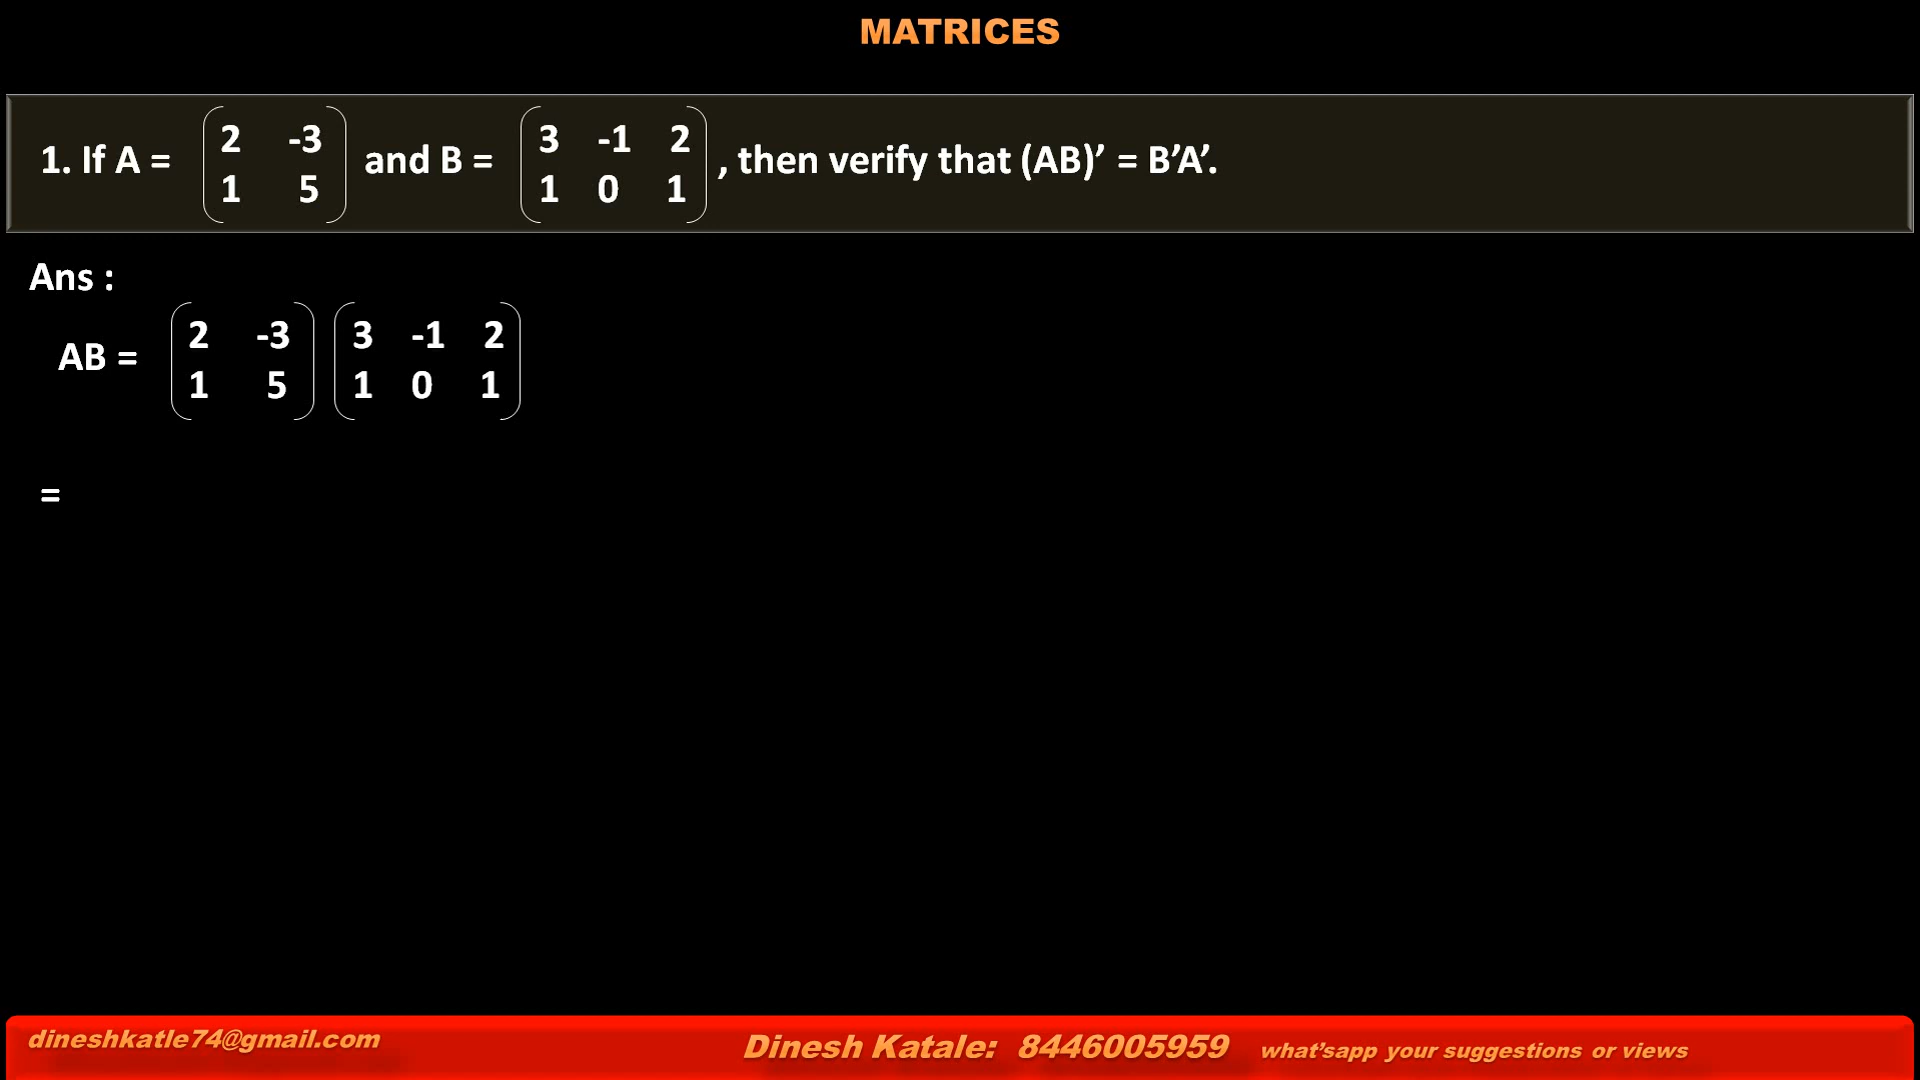 MATRICES
1. If A = 2 -3 and B = 3 -1 2 , then verify that (AB)’ = B’A’.
1 5 1 0 1
Ans :
AB = 2 -3 3 -1 2
1 5 1 0 1
=
dineshkatle74@gmail.com Dinesh Katale: 8446005959 what’sapp your suggestions or views